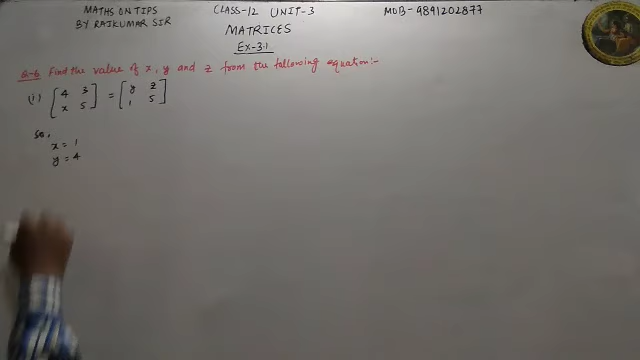 MATHS ON TIPS
BY RAJKUMAR SIR
CLASS-12 UNIT-3
MOB- 9891202877
MATRICES
EX-3.1
Q-6 Find the value of x, y and z from the following equation:-
(i) [4 3] = [y z]
[x 5] [1 5]
So,
x = 1
y = 4